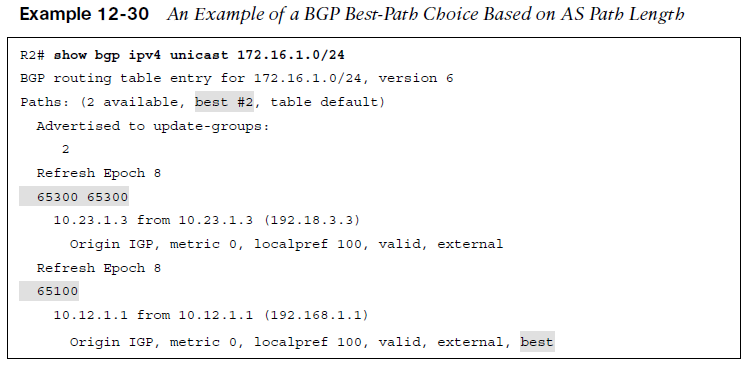 Example 12-30 An Example of a BGP Best-Path Choice Based on AS Path Length
R2# show bgp ipv4 unicast 172.16.1.0/24
BGP routing table entry for 172.16.1.0/24, version 6
Paths: (2 available, best #2, table default)
Advertised to update-groups:
2
Refresh Epoch 8
65300 65300
10.23.1.3 from 10.23.1.3 (192.18.3.3)
Origin IGP, metric 0, localpref 100, valid, external
Refresh Epoch 8
65100
10.12.1.1 from 10.12.1.1 (192.168.1.1)
Origin IGP, metric 0, localpref 100, valid, external, best